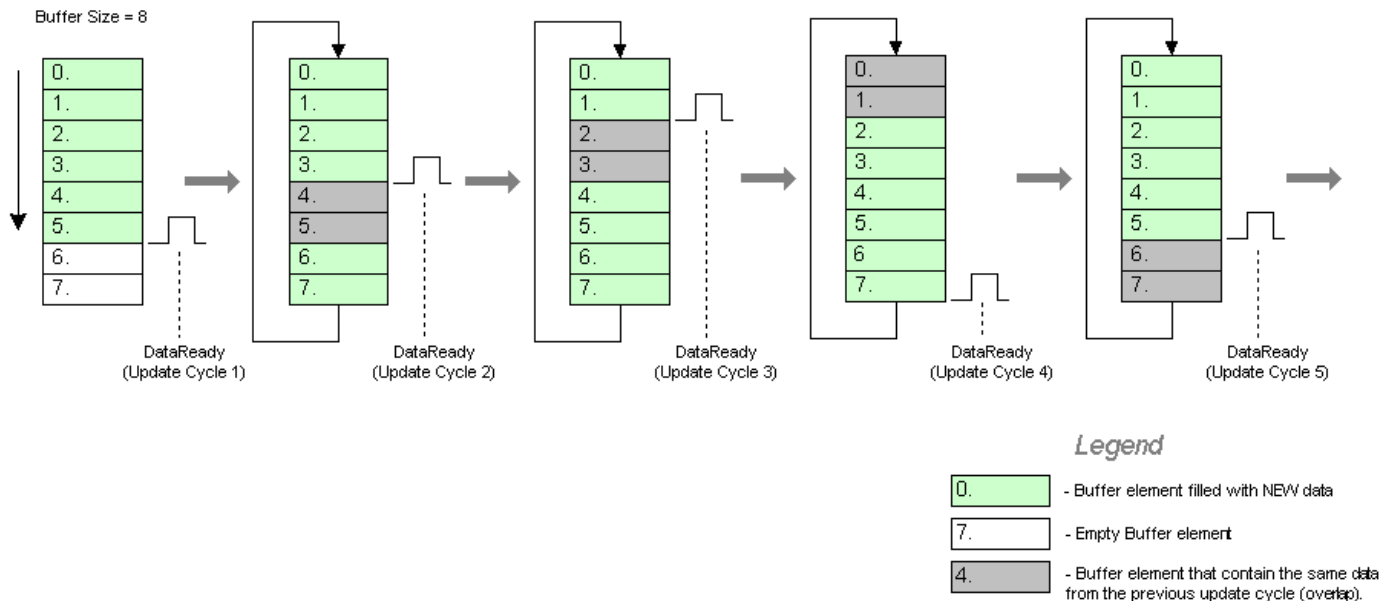 Buffer Size = 8
0.
1.
2.
3.
4.
5.
6.
7.
DataReady
(Update Cycle 1)
0.
1.
2.
3.
4.
5.
6.
7.
DataReady
(Update Cycle 2)
0.
1.
2.
3.
4.
5.
6.
7.
DataReady
(Update Cycle 3)
0.
1.
2.
3.
4.
5.
6
7.
DataReady
(Update Cycle 4)
0.
1.
2.
3.
4.
5.
6.
7.
DataReady
(Update Cycle 5)
Legend
0.
- Buffer element filled with NEW data
7.
- Empty Buffer element
4.
- Buffer element that contain the same data
from the previous update cycle (overlap).